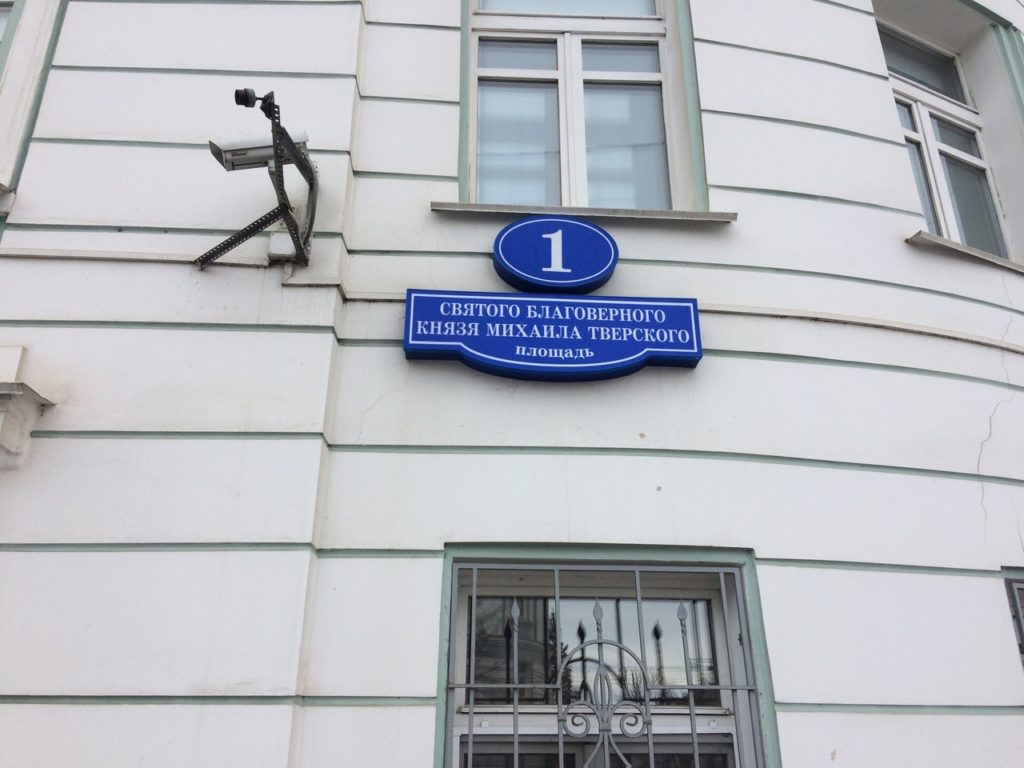 1
СВЯТОГО БЛАГОВЕРНОГО
КНЯЗЯ МИХАИЛА ТВЕРСКОГО
площадь